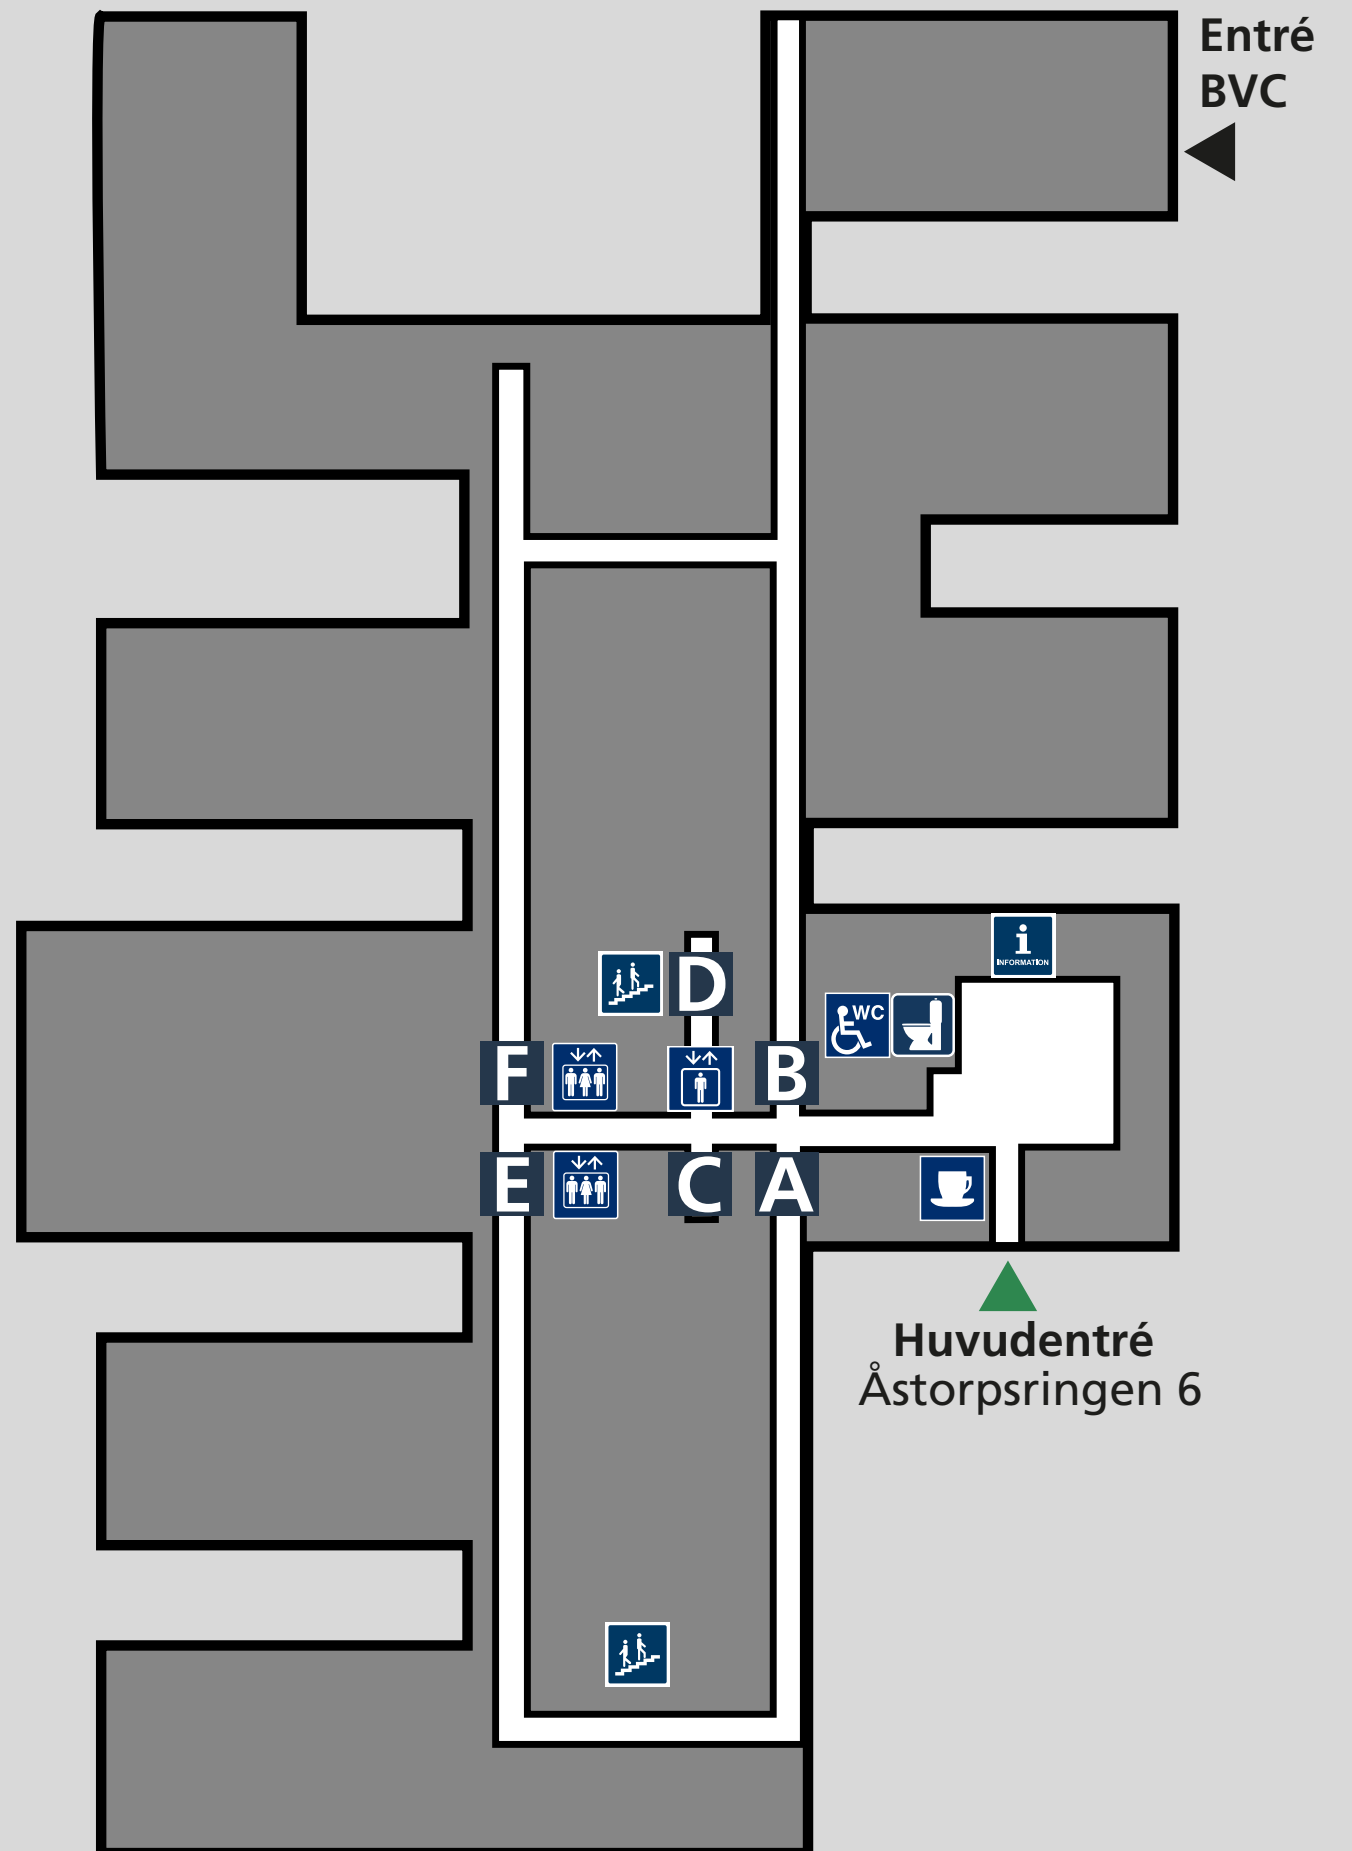 Entré
BVC
i
INFORMATION
D
WC
F
B
E
C
A
Huvudentré
Åstorpsringen 6